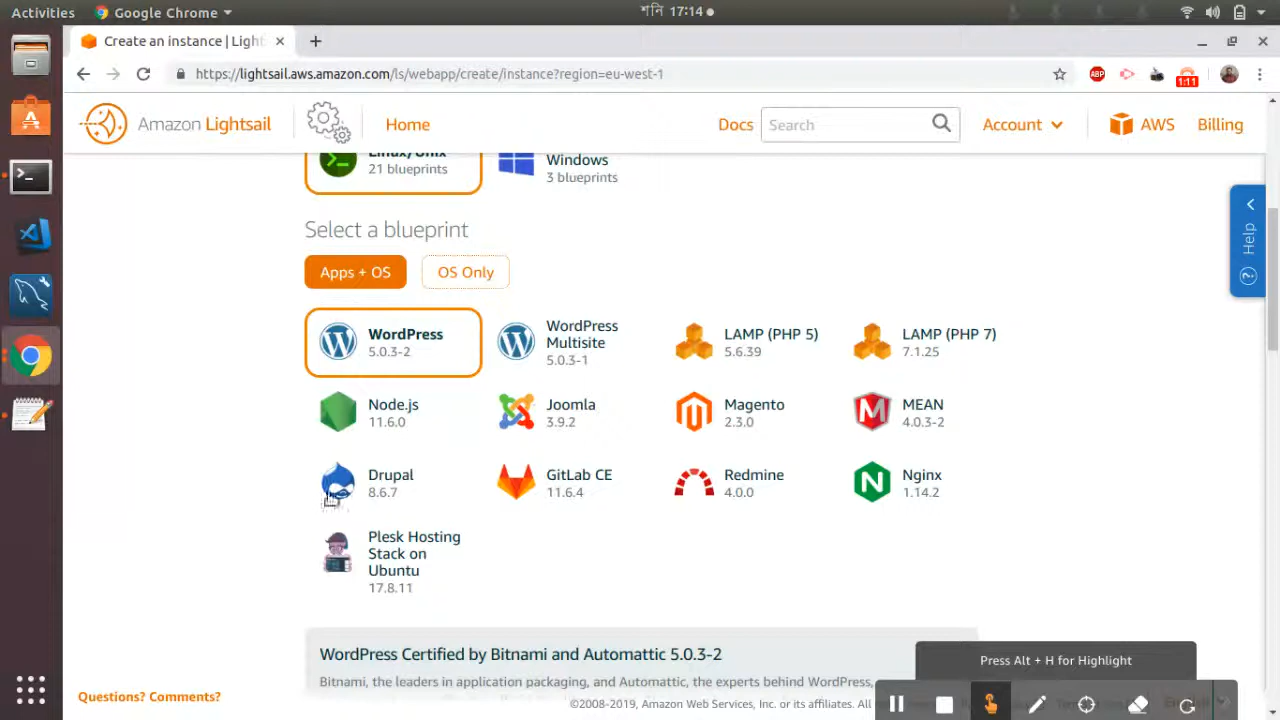 Activities Google Chrome শনি 17:14
Create an instance | Light
https://lightsail.aws.amazon.com/ls/webapp/create/instance?region=eu-west-1 ABP 1:11
Amazon Lightsail Home Docs Search Account AWS Billing
Linux/Unix
21 blueprints
Windows
3 blueprints
Help
Select a blueprint
Apps + OS OS Only
WordPress
5.0.3-2
WordPress
Multisite
5.0.3-1
LAMP (PHP 5)
5.6.39
LAMP (PHP 7)
7.1.25
Node.js
11.6.0
Joomla
3.9.2
Magento
2.3.0
MEAN
4.0.3-2
Drupal
8.6.7
GitLab CE
11.6.4
Redmine
4.0.0
Nginx
1.14.2
Plesk Hosting
Stack on
Ubuntu
17.8.11
WordPress Certified by Bitnami and Automattic 5.0.3-2
Bitnami, the leaders in application packaging, and Automattic, the experts behind WordPress,
Press Alt + H for Highlight
Questions? Comments?
©2008-2019, Amazon Web Services, Inc. or its affiliates. All